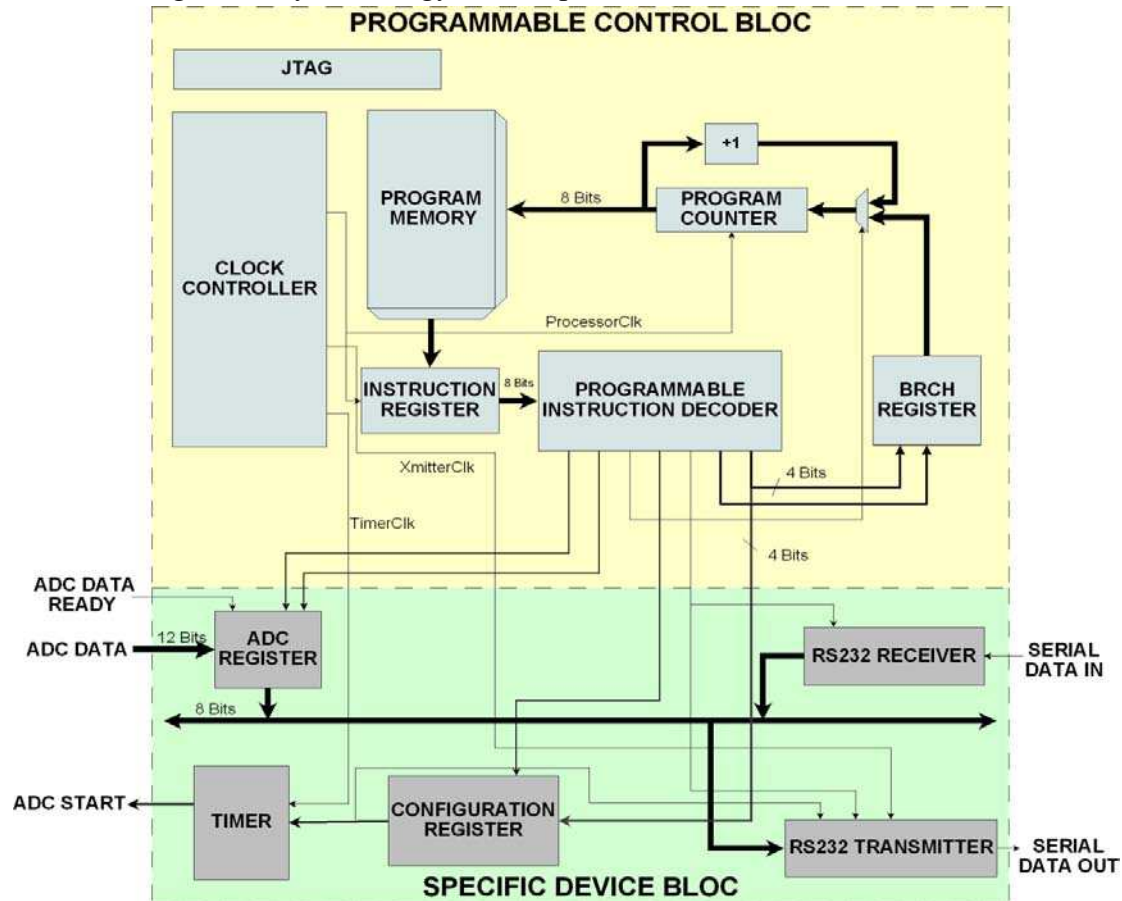 PROGRAMMABLE CONTROL BLOC
JTAG
+1
PROGRAM
MEMORY
8 Bits
PROGRAM
COUNTER
CLOCK
CONTROLLER
ProcessorClk
INSTRUCTION
REGISTER
8 Bits
PROGRAMMABLE
INSTRUCTION DECODER
BRCH
REGISTER
XmitterClk
4 Bits
TimerClk
4 Bits
ADC DATA
READY
ADC DATA
12 Bits
ADC
REGISTER
RS232 RECEIVER
SERIAL
DATA IN
8 Bits
ADC START
TIMER
CONFIGURATION
REGISTER
RS232 TRANSMITTER
SERIAL
DATA OUT
SPECIFIC DEVICE BLOC